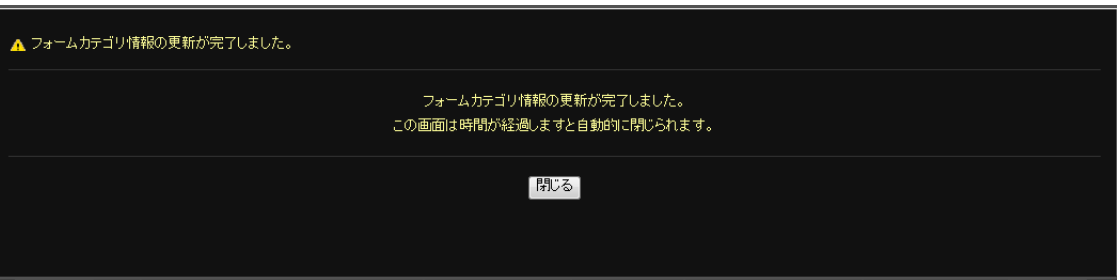 フォームカテゴリ情報の更新が完了しました。
フォームカテゴリ情報の更新が完了しました。
この画面は時間が経過しますと自動的に閉じられます。
閉じる